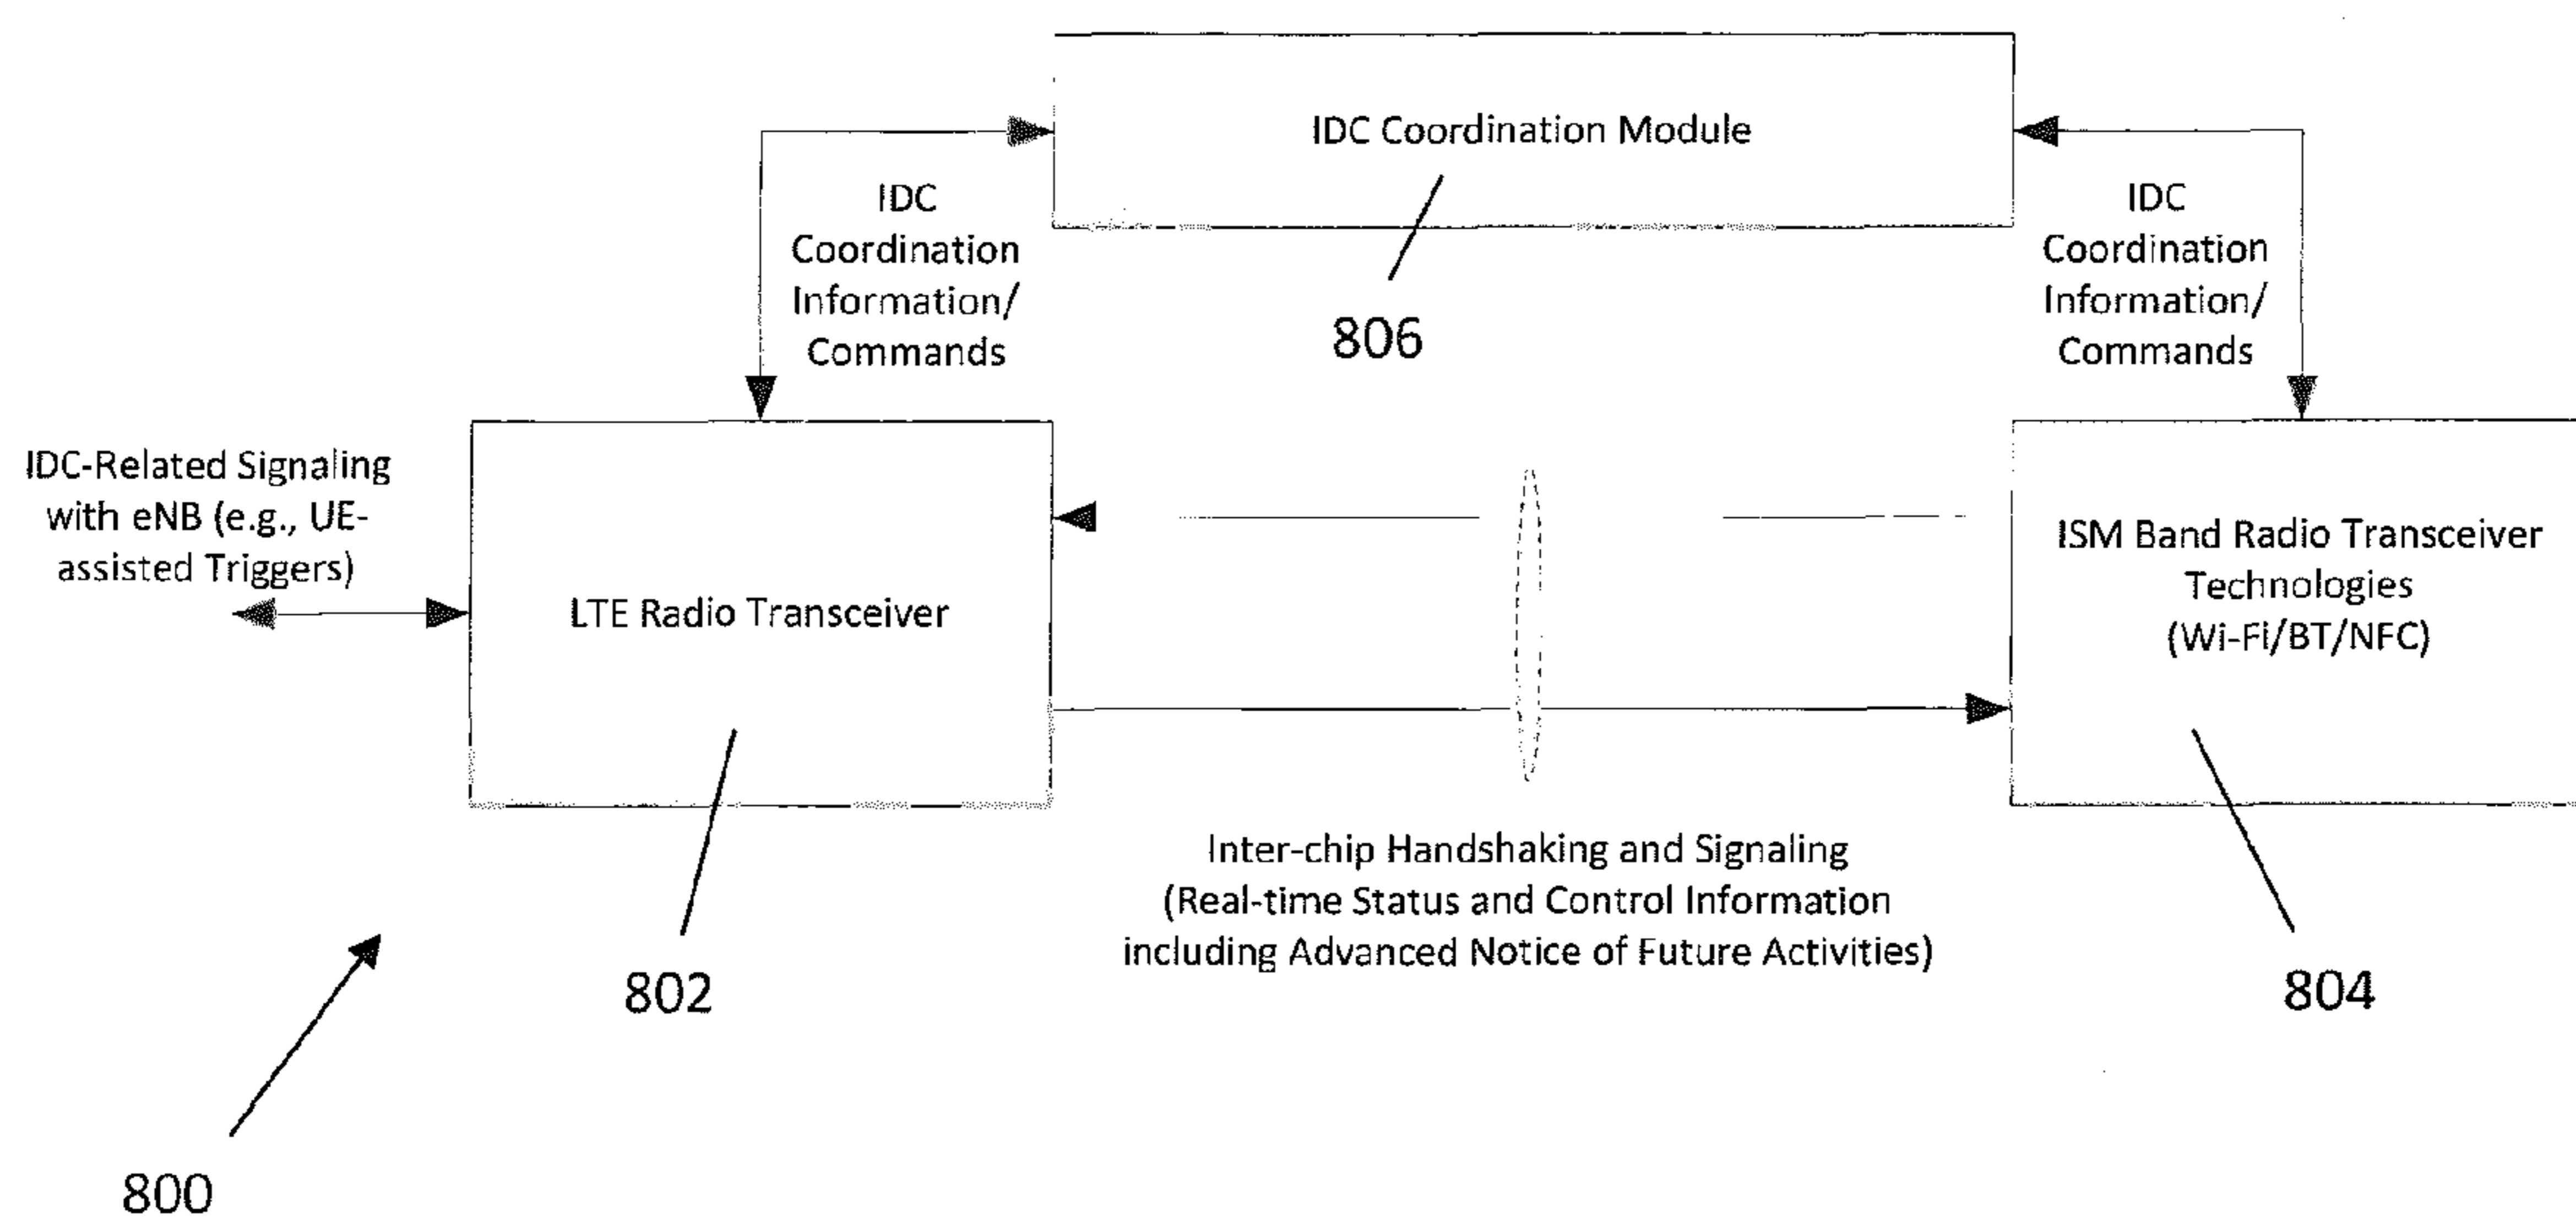 IDC Coordination Module
806
IDC
Coordination
Information/
Commands
IDC
Coordination
Information/
Commands
IDC-Related Signaling
with eNB (e.g., UE-
assisted Triggers)
LTE Radio Transceiver
802
ISM Band Radio Transceiver
Technologies
(Wi-Fi/BT/NFC)
804
Inter-chip Handshaking and Signaling
(Real-time Status and Control Information
including Advanced Notice of Future Activities)
800